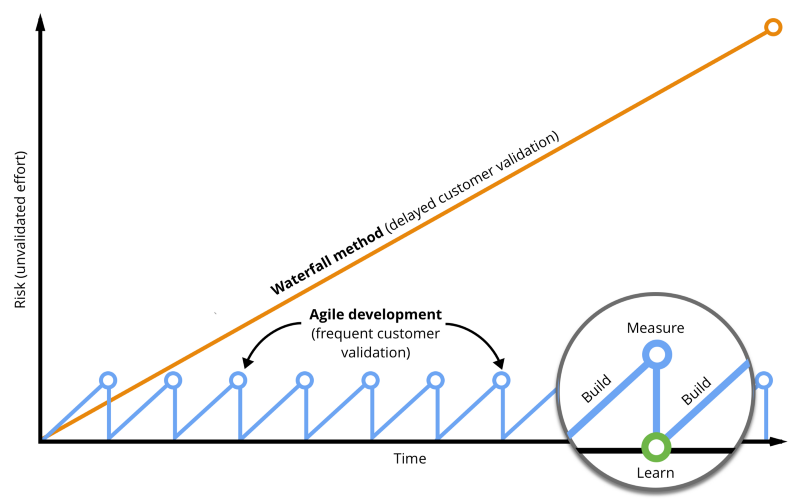 Risk (unvalidated effort)
Waterfall method (delayed customer validation)
Agile development
(frequent customer
validation)
Measure
Build
Build
Learn
Time